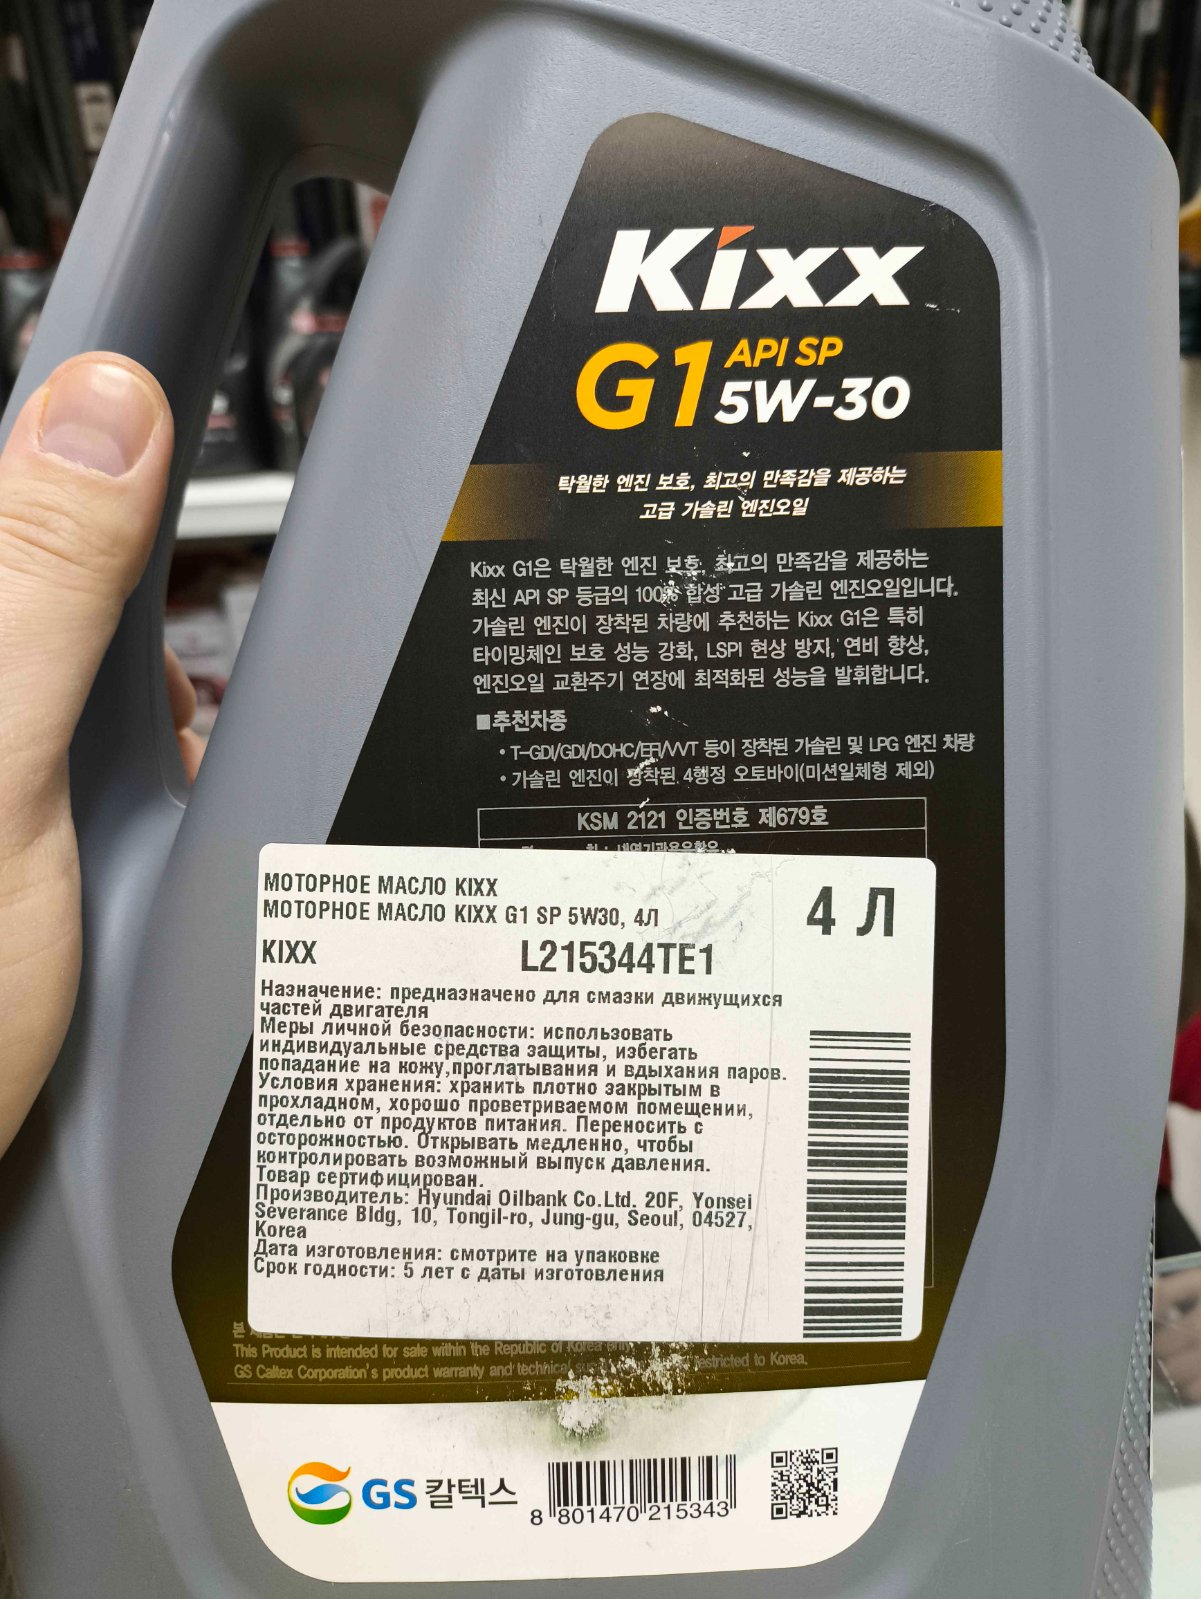 Kixx
G1 API SP
5W-30
탁월한 엔진 보호, 최고의 만족감을 제공하는
고급 가솔린 엔진오일
Kixx G1은 탁월한 엔진 보호, 최고의 만족감을 제공하는
최신 API SP 등급의 100% 합성 고급 가솔린 엔진오일입니다.
가솔린 엔진이 장착된 차량에 추천하는 Kixx G1은 특히
타이밍체인 보호 성능 강화, LSPI 현상 방지, 연비 향상,
엔진오일 교환주기 연장에 최적화된 성능을 발휘합니다.
■추천차종
• T-GDI/GDI/DOHC/EFI/VVT 등이 장착된 가솔린 및 LPG 엔진 차량
• 가솔린 엔진이 장착된 4행정 오토바이(미션일체형 제외)
KSM 2121 인증번호 제679호
МОТОРНОЕ МАСЛО KIXX
МОТОРНОЕ МАСЛО KIXX G1 SP 5W30, 4Л
4 Л
KIXX L215344TE1
Назначение: предназначено для смазки движущихся
частей двигателя
Меры личной безопасности: использовать
индивидуальные средства защиты, избегать
попадание на кожу,проглатывания и вдыхания паров.
Условия хранения: хранить плотно закрытым в
прохладном, хорошо проветриваемом помещении,
отдельно от продуктов питания. Переносить с
осторожностью. Открывать медленно, чтобы
контролировать возможный выпуск давления.
Товар сертифицирован.
Производитель: Hyundai Oilbank Co.Ltd. 20F, Yonsei
Severance Bldg, 10, Tongil-ro, Jung-gu, Seoul, 04527,
Korea
Дата изготовления: смотрите на упаковке
Срок годности: 5 лет с даты изготовления
This Product is intended for sale within the Republic of Korea only
GS Caltex Corporation's product warranty and technical restricted to Korea.
GS 칼텍스
8 801470 215343